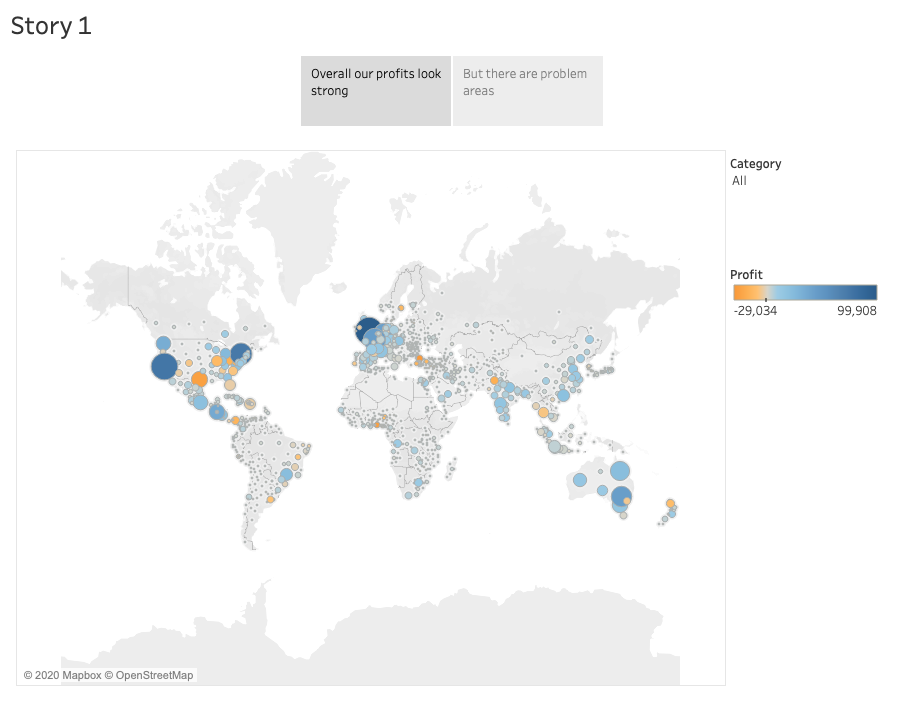 Story 1
Overall our profits look
strong
But there are problem
areas
Category
All
Profit
-29,034
99,908
© 2020 Mapbox © OpenStreetMap